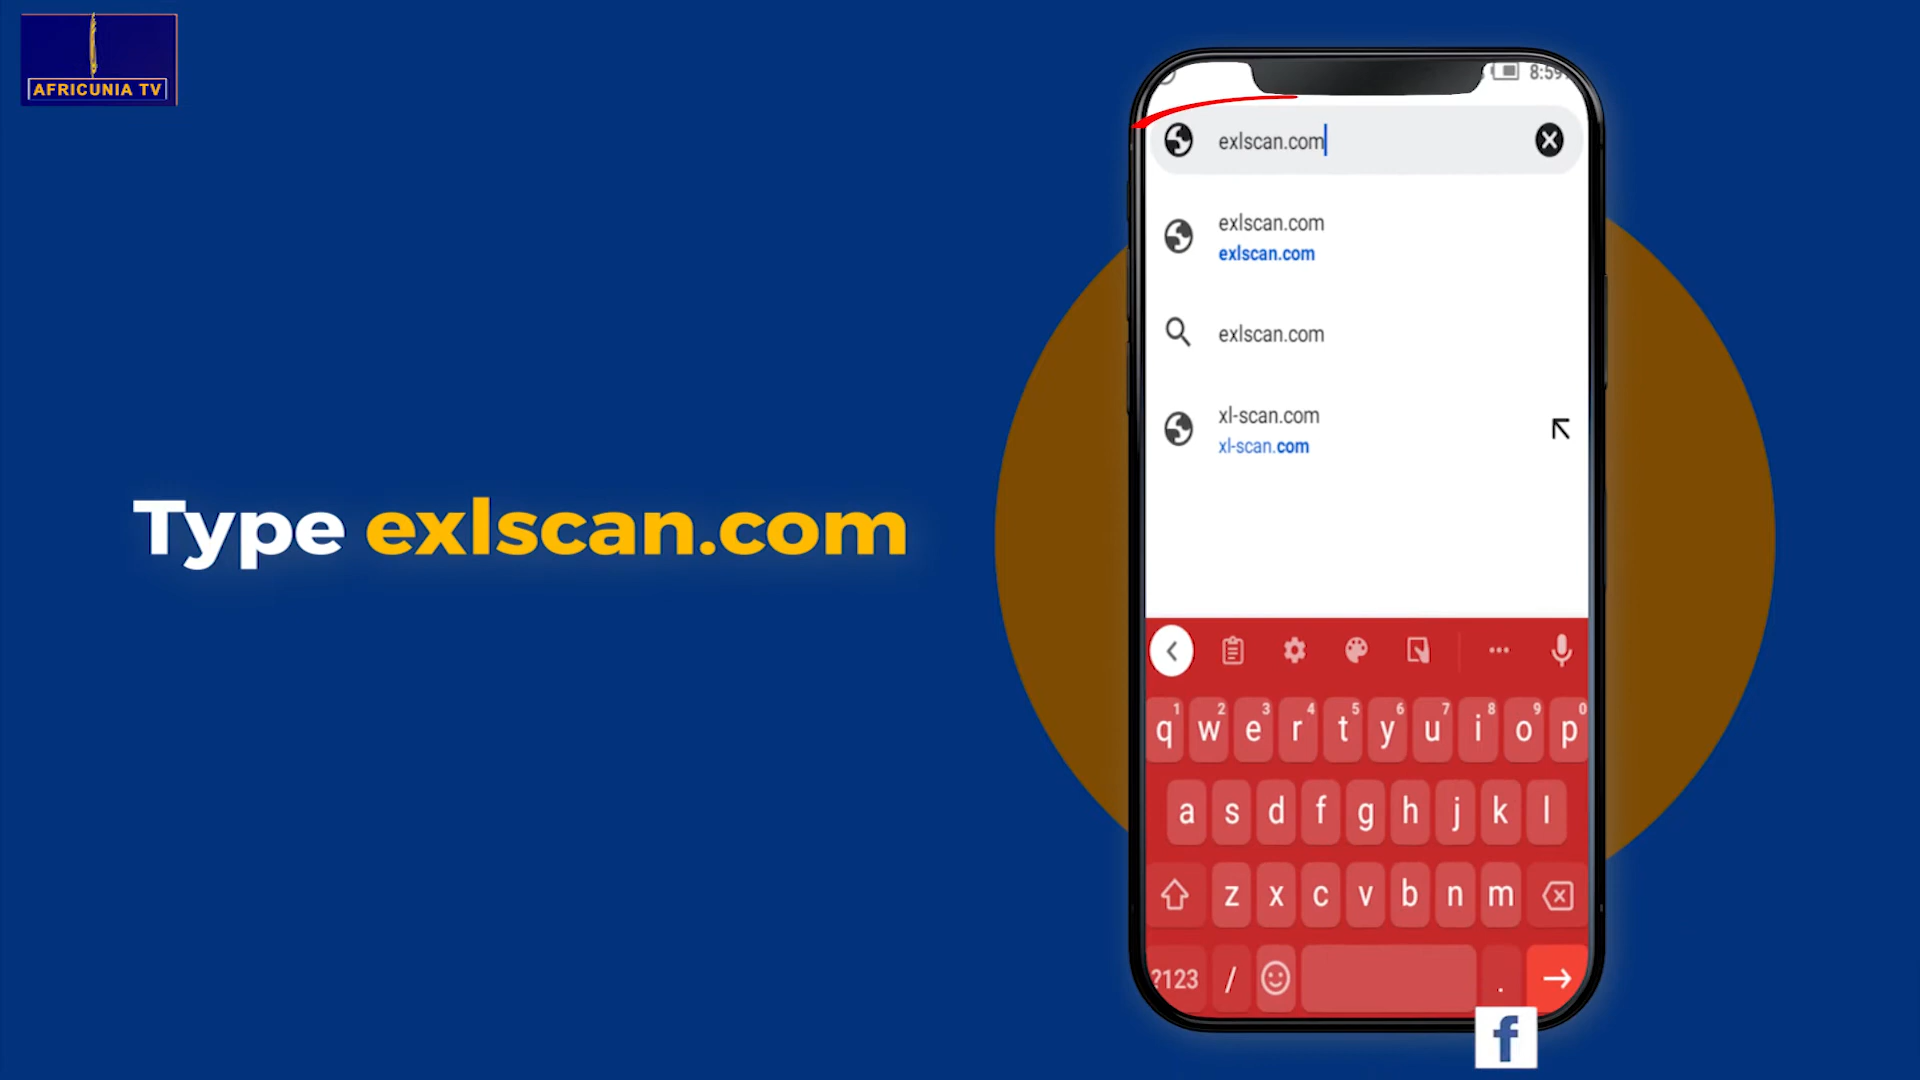 AFRICUNIA TV
8:59
exlscan.com
exlscan.com
exlscan.com
exlscan.com
xl-scan.com
xl-scan.com
Type exlscan.com
1 2 3 4 5 6 7 8 9 0
q w e r t y u i o p
a s d f g h j k l
z x c v b n m
?123 / .
f